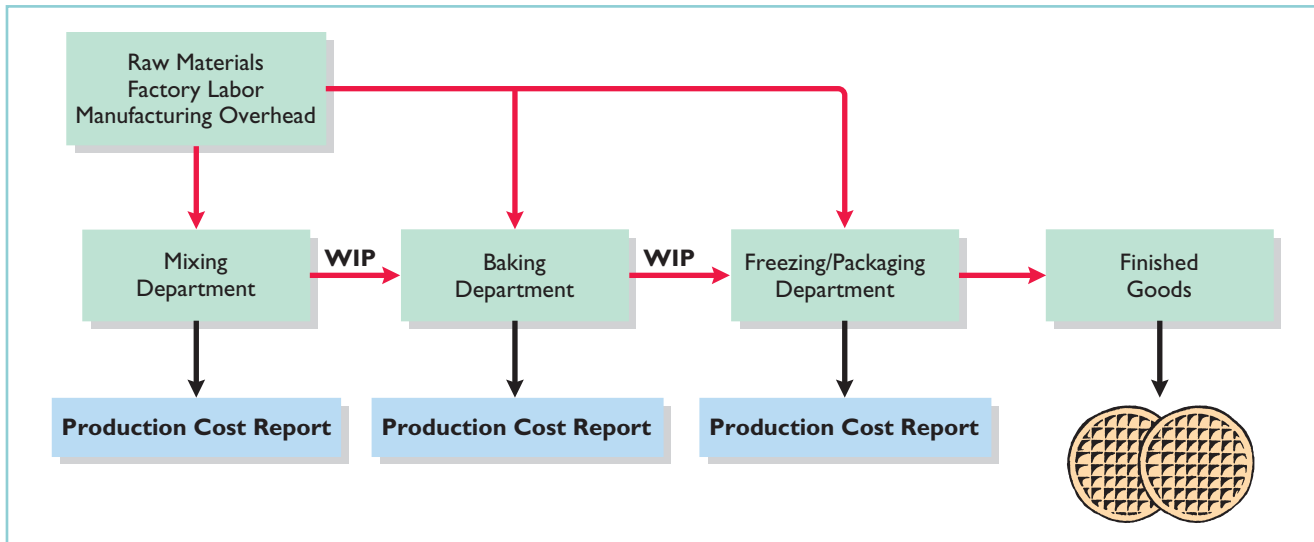 Raw Materials
Factory Labor
Manufacturing Overhead
Mixing
Department
WIP
Baking
Department
WIP
Freezing/Packaging
Department
Finished
Goods
Production Cost Report
Production Cost Report
Production Cost Report